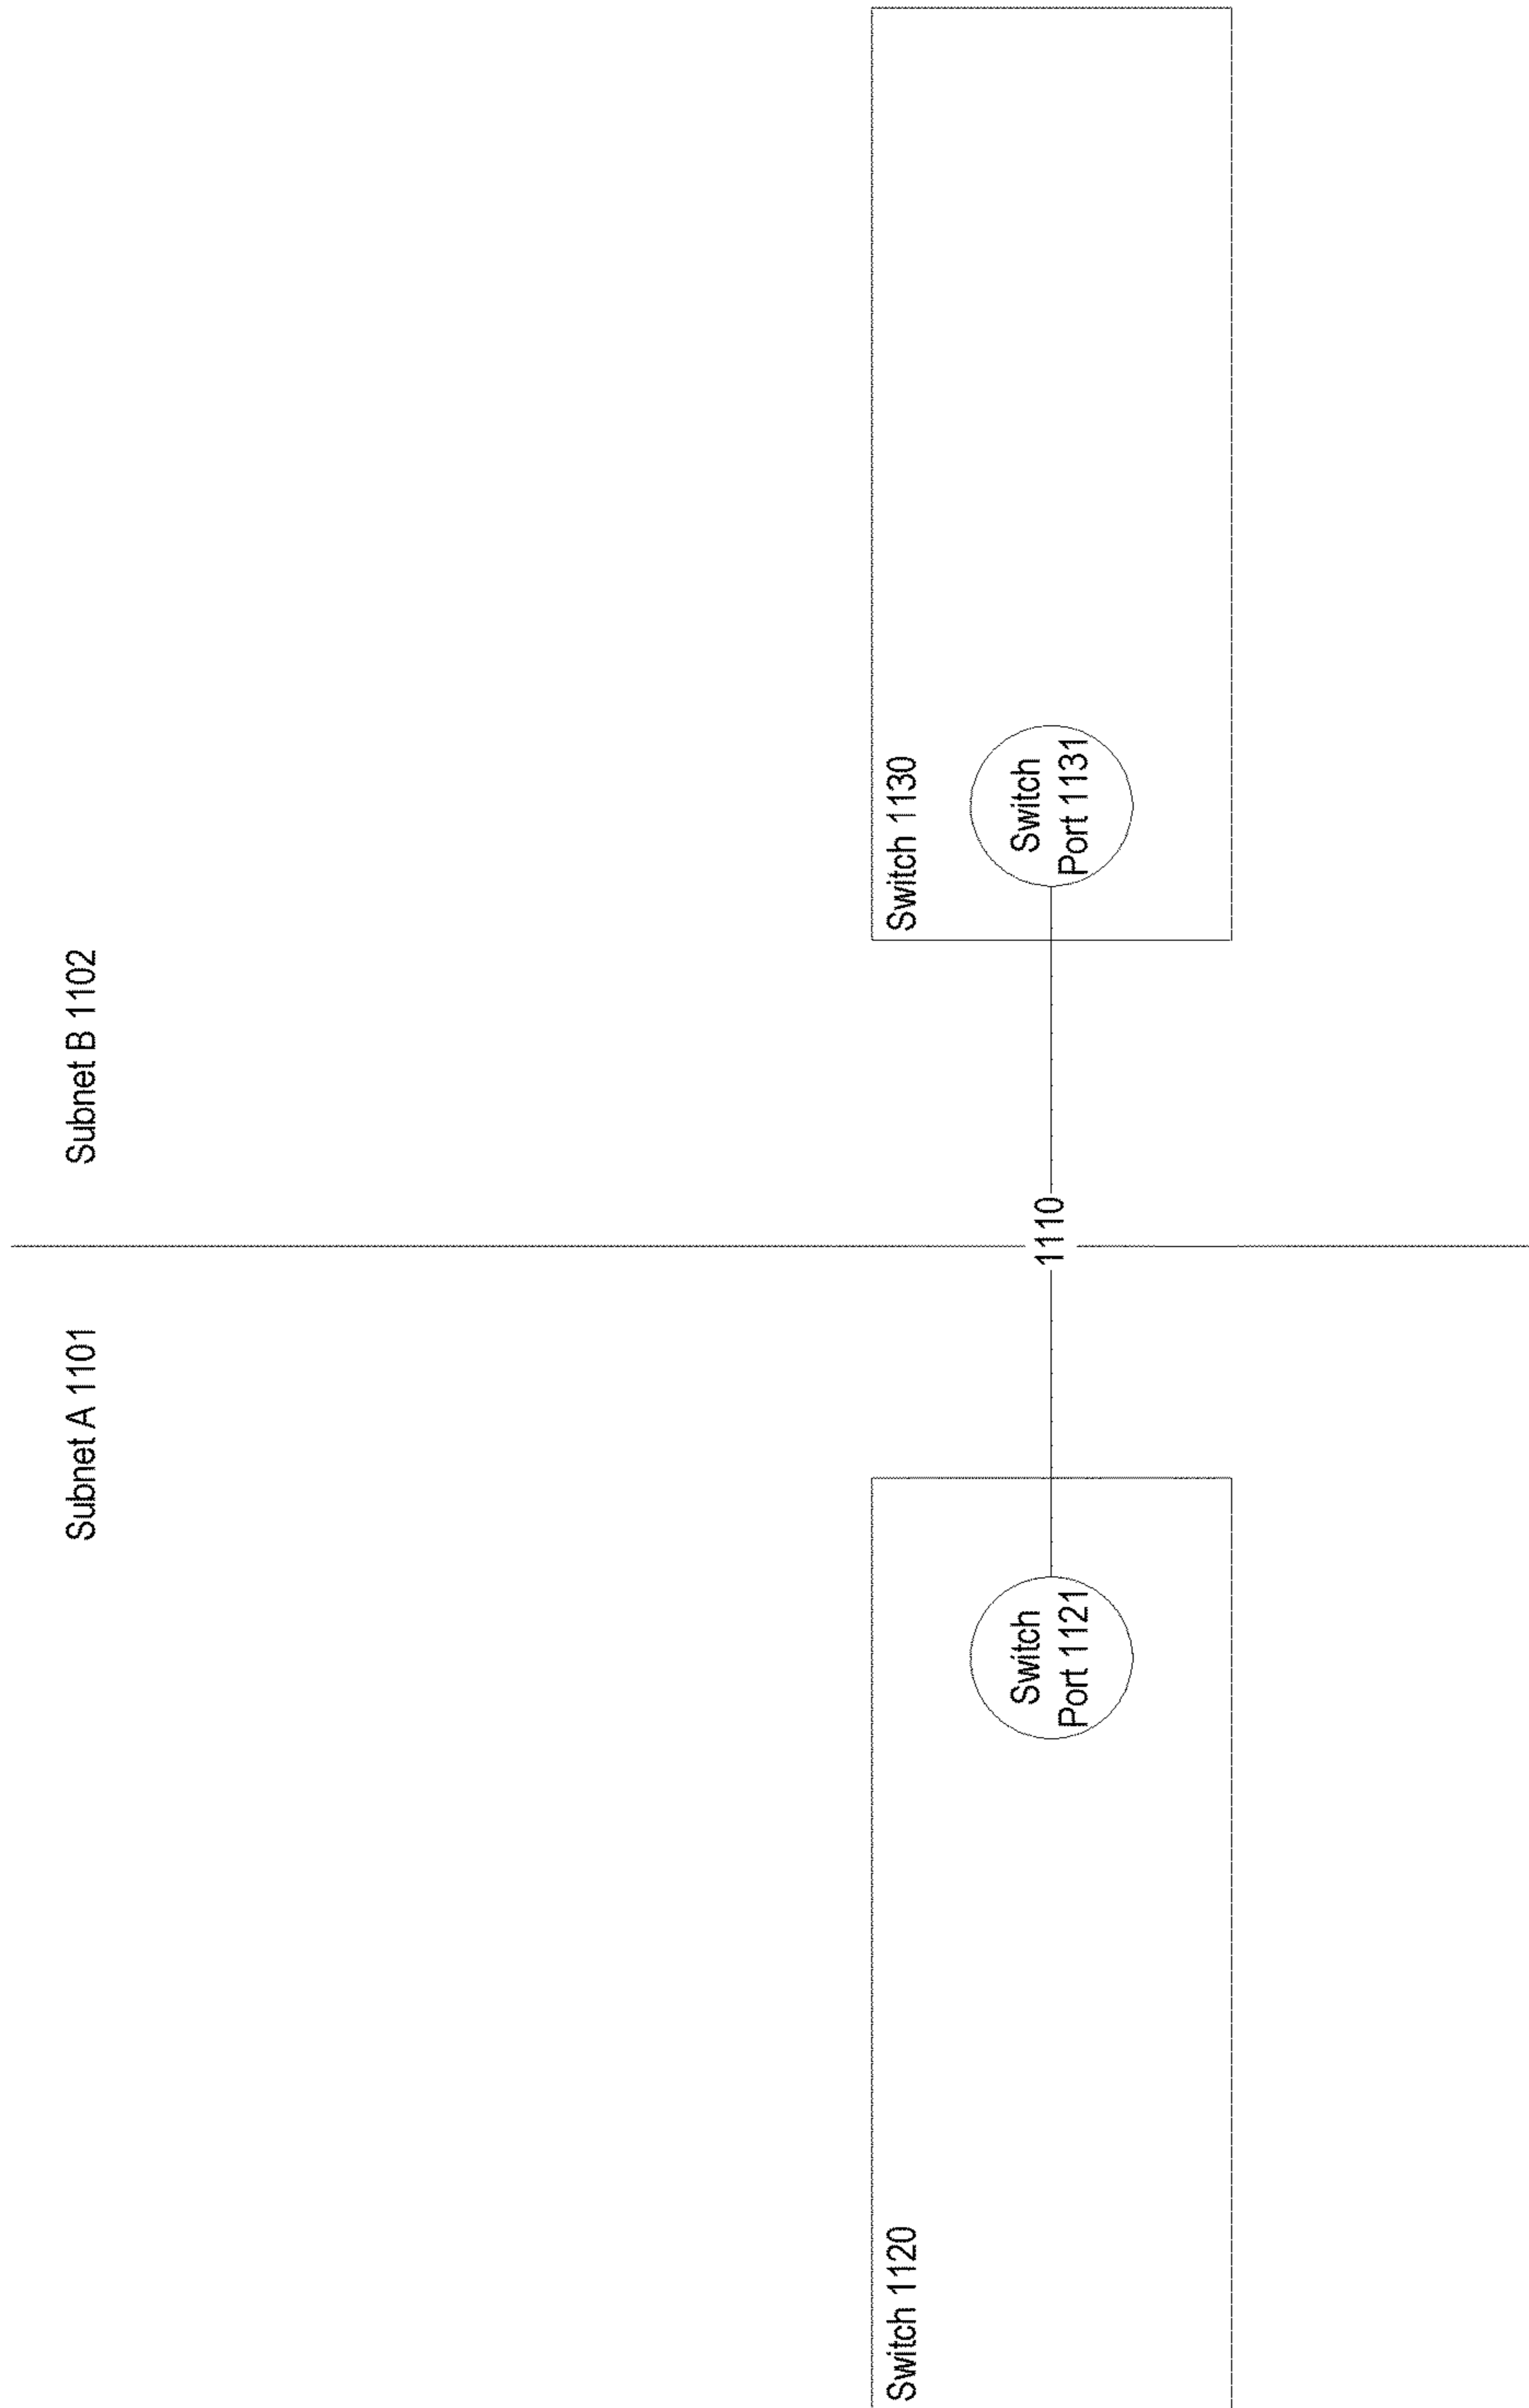 Subnet A 1101
Subnet B 1102
Switch 1120
Switch
Port 1121
1110
Switch 1130
Switch
Port 1131